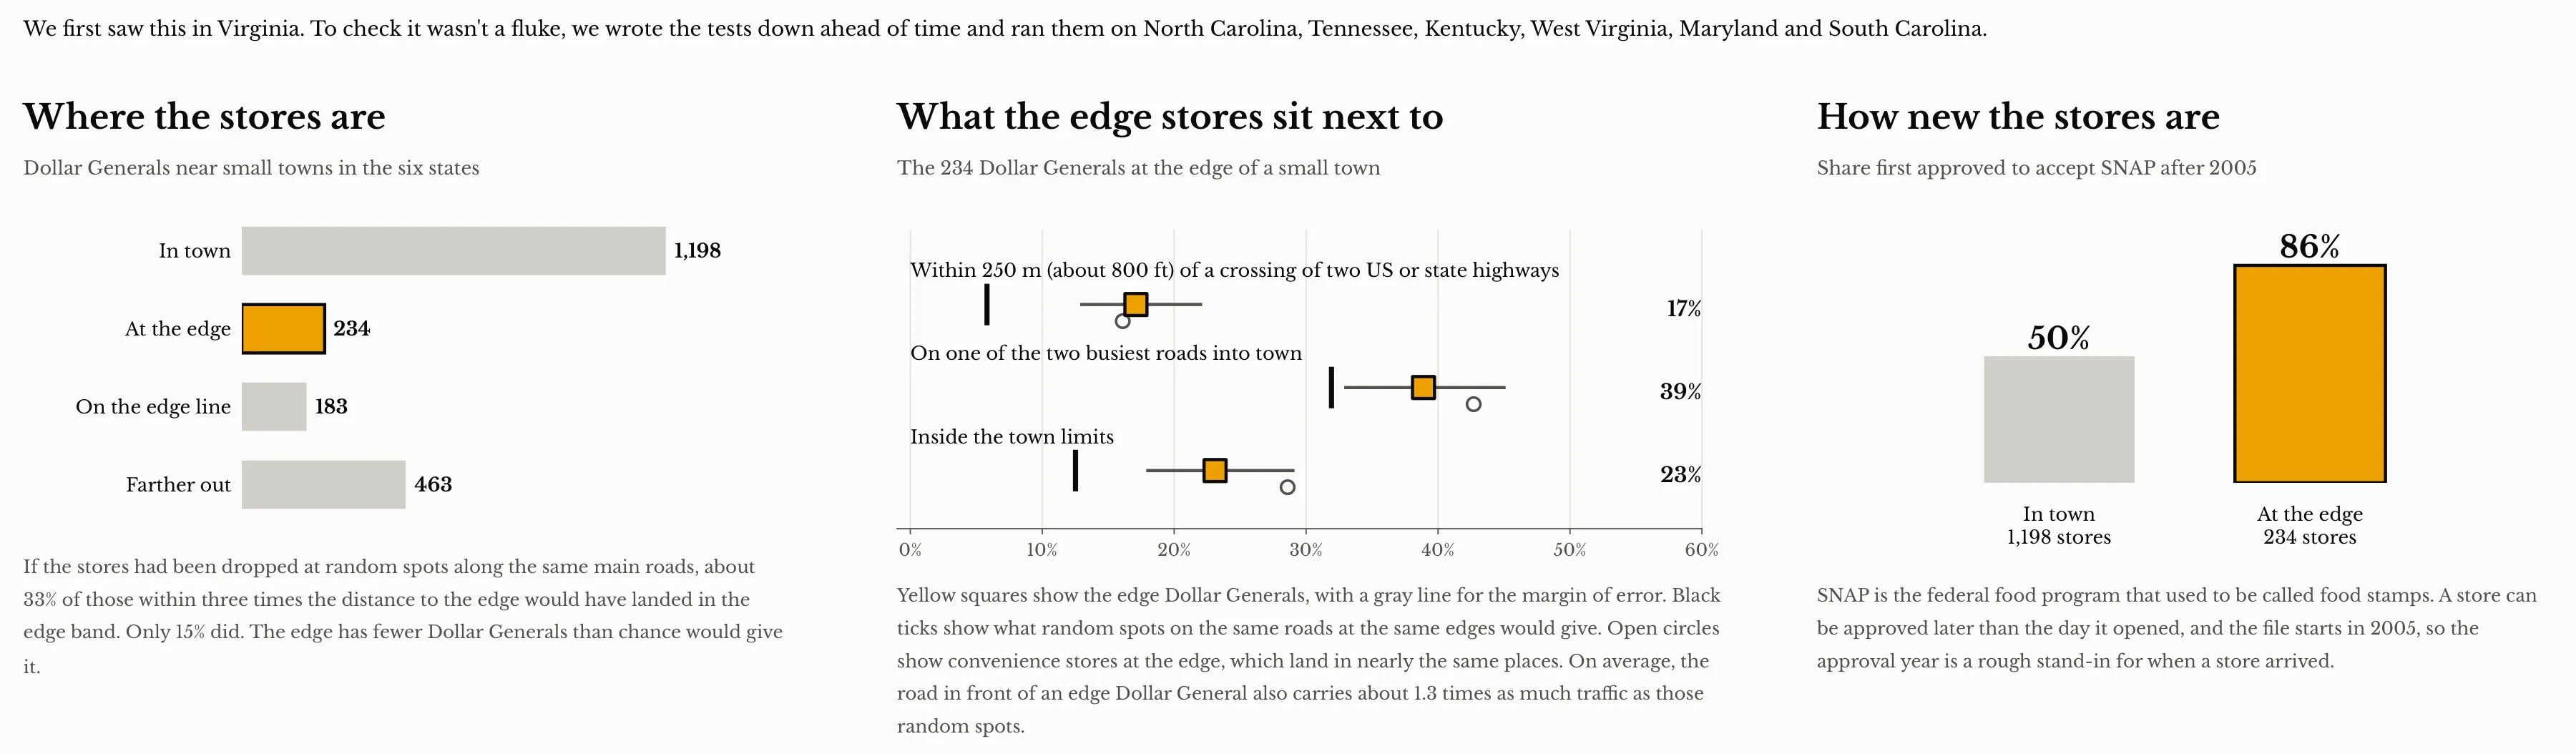 We first saw this in Virginia. To check it wasn't a fluke, we wrote the tests down ahead of time and ran them on North Carolina, Tennessee, Kentucky, West Virginia, Maryland and South Carolina.
Where the stores are
Dollar Generals near small towns in the six states
In town 1,198
At the edge 234
On the edge line 183
Farther out 463
If the stores had been dropped at random spots along the same main roads, about
33% of those within three times the distance to the edge would have landed in the
edge band. Only 15% did. The edge has fewer Dollar Generals than chance would give
it.
What the edge stores sit next to
The 234 Dollar Generals at the edge of a small town
Within 250 m (about 800 ft) of a crossing of two US or state highways
17%
On one of the two busiest roads into town
39%
Inside the town limits
23%
0% 10% 20% 30% 40% 50% 60%
Yellow squares show the edge Dollar Generals, with a gray line for the margin of error. Black
ticks show what random spots on the same roads at the same edges would give. Open circles
show convenience stores at the edge, which land in nearly the same places. On average, the
road in front of an edge Dollar General also carries about 1.3 times as much traffic as those
random spots.
How new the stores are
Share first approved to accept SNAP after 2005
86%
50%
In town
1,198 stores
At the edge
234 stores
SNAP is the federal food program that used to be called food stamps. A store can
be approved later than the day it opened, and the file starts in 2005, so the
approval year is a rough stand-in for when a store arrived.